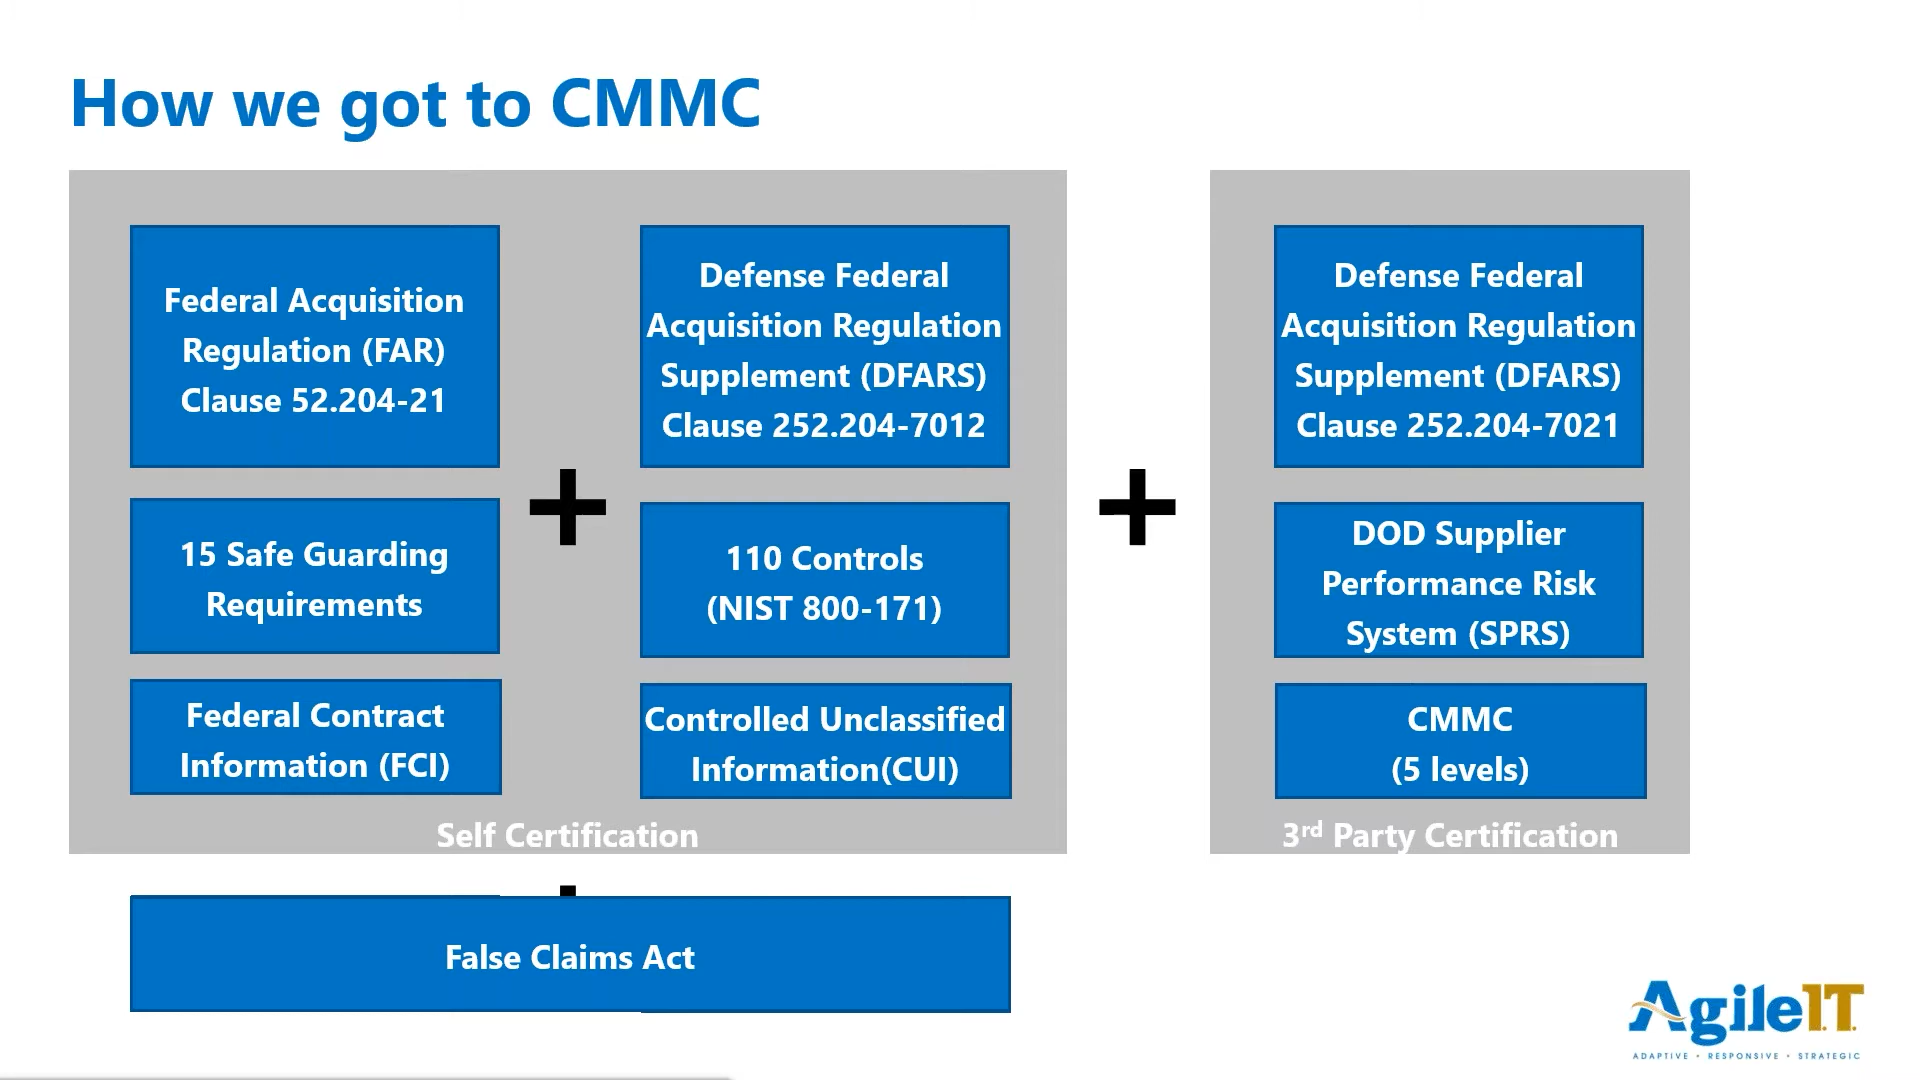 How we got to CMMC
Federal Acquisition
Regulation (FAR)
Clause 52.204-21
15 Safe Guarding
Requirements
Federal Contract
Information (FCI)
Defense Federal
Acquisition Regulation
Supplement (DFARS)
Clause 252.204-7012
110 Controls
(NIST 800-171)
Controlled Unclassified
Information(CUI)
Self Certification
Defense Federal
Acquisition Regulation
Supplement (DFARS)
Clause 252.204-7021
DOD Supplier
Performance Risk
System (SPRS)
CMMC
(5 levels)
3rd Party Certification
False Claims Act
AgileI.T.
ADAPTIVE • RESPONSIVE • STRATEGIC